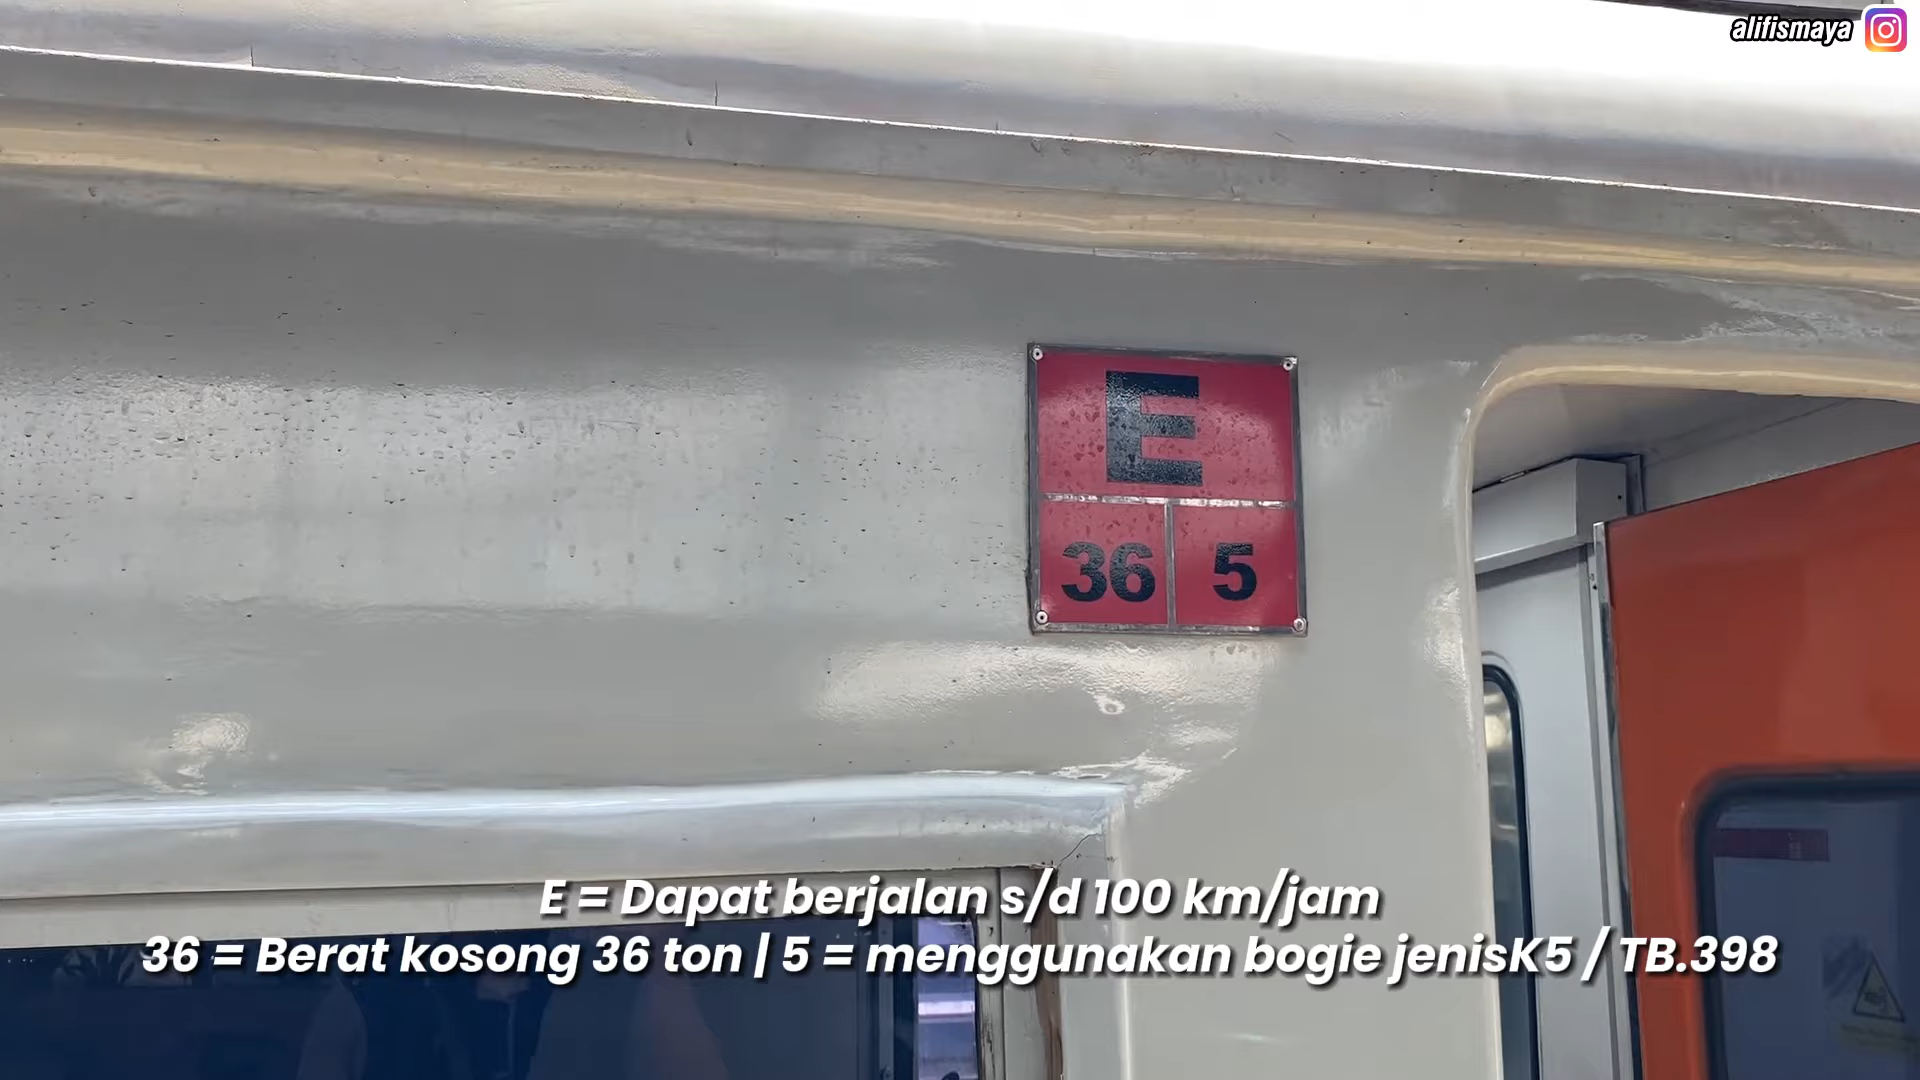 alifismaya
E
36 5
E = Dapat berjalan s/d 100 km/jam
36 = Berat kosong 36 ton | 5 = menggunakan bogie jenisK5 / TB.398